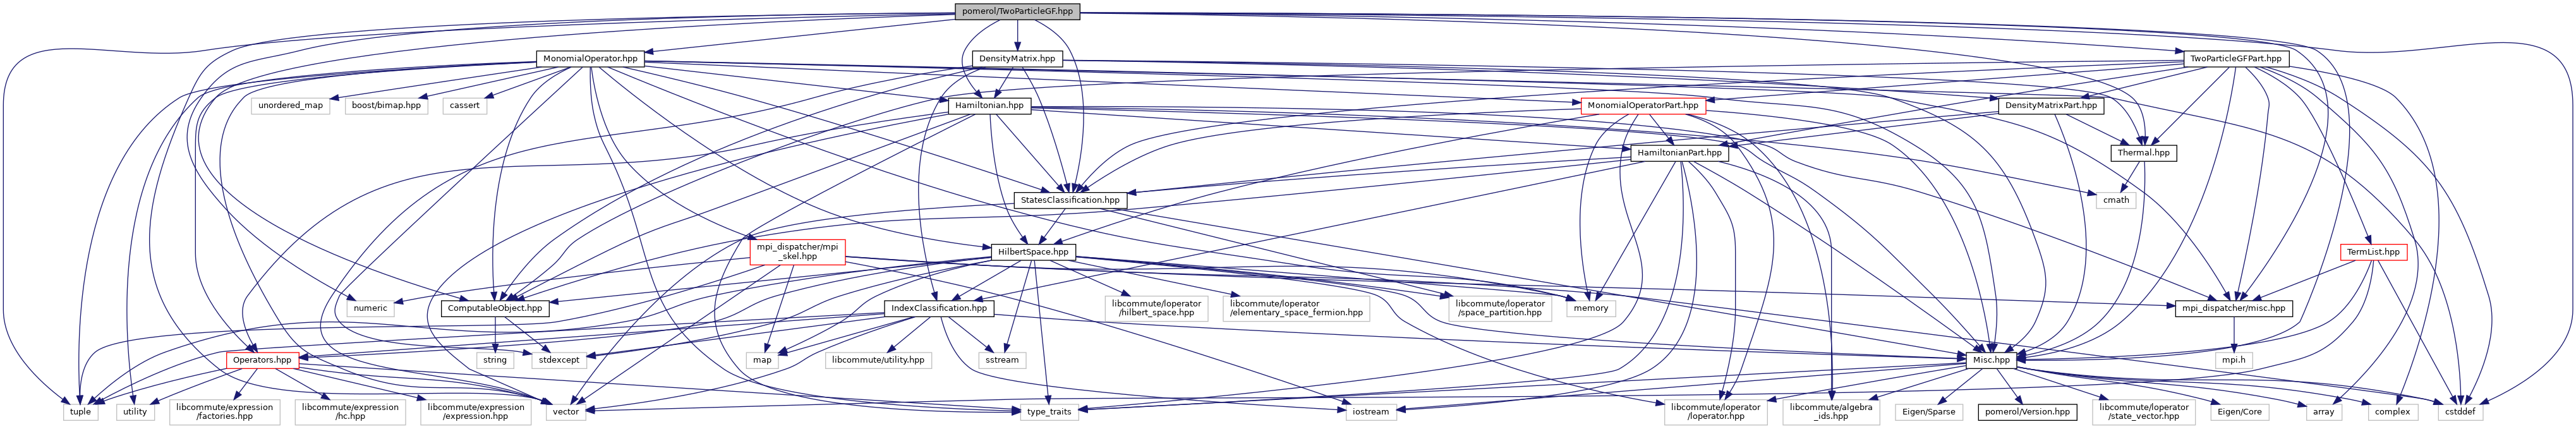 pomerol/TwoParticleGF.hpp
MonomialOperator.hpp
DensityMatrix.hpp
TwoParticleGFPart.hpp
unordered_map
boost/bimap.hpp
cassert
Hamiltonian.hpp
MonomialOperatorPart.hpp
DensityMatrixPart.hpp
HamiltonianPart.hpp
Thermal.hpp
StatesClassification.hpp
cmath
mpi_dispatcher/mpi
_skel.hpp
HilbertSpace.hpp
TermList.hpp
numeric
ComputableObject.hpp
IndexClassification.hpp
libcommute/loperator
/hilbert_space.hpp
libcommute/loperator
/elementary_space_fermion.hpp
libcommute/loperator
/space_partition.hpp
memory
mpi_dispatcher/misc.hpp
Operators.hpp
string
stdexcept
map
libcommute/utility.hpp
sstream
Misc.hpp
mpi.h
tuple
utility
libcommute/expression
/factories.hpp
libcommute/expression
/hc.hpp
libcommute/expression
/expression.hpp
vector
type_traits
iostream
libcommute/loperator
/operator.hpp
libcommute/algebra
_ids.hpp
Eigen/Sparse
pomerol/Version.hpp
libcommute/loperator
/state_vector.hpp
Eigen/Core
array
complex
cstddef